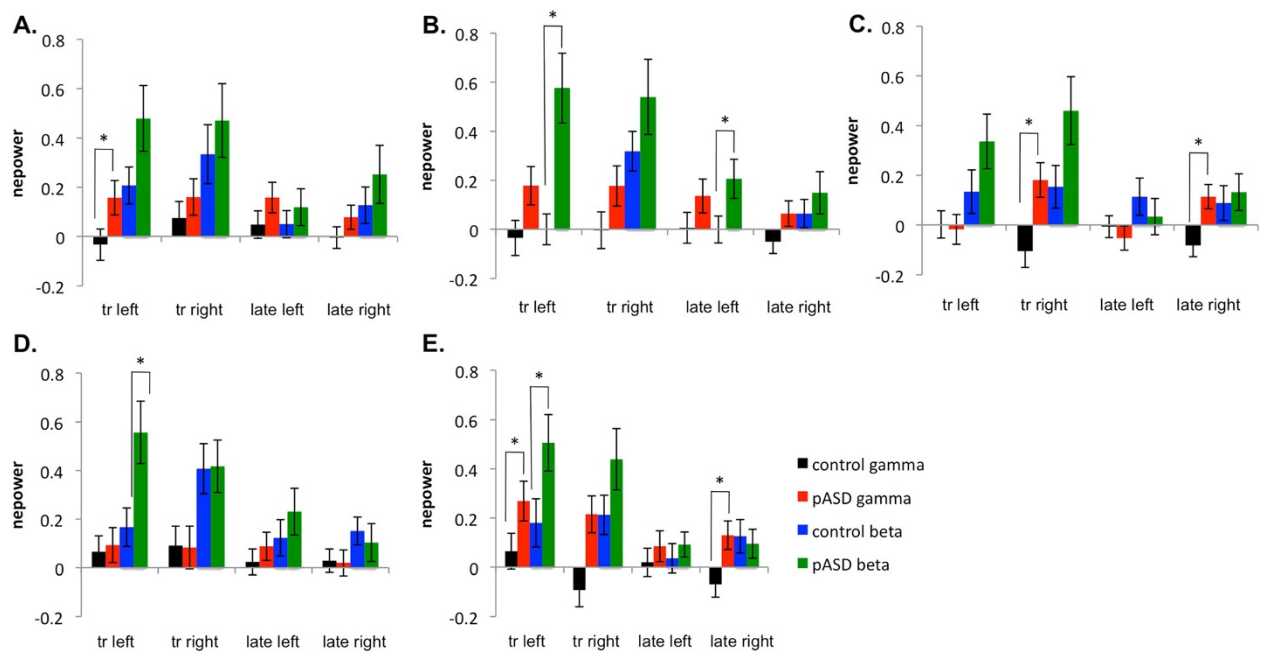 A.
nepower
0.8
0.6
0.4
0.2
0
-0.2
*
tr left tr right late left late right
B.
nepower
0.8
0.6
0.4
0.2
0
-0.2
* *
tr left tr right late left late right
C.
nepower
0.8
0.6
0.4
0.2
0
-0.2
* *
tr left tr right late left late right
D.
nepower
0.8
0.6
0.4
0.2
0
-0.2
*
tr left tr right late left late right
E.
nepower
0.8
0.6
0.4
0.2
0
-0.2
* * *
tr left tr right late left late right
control gamma
pASD gamma
control beta
pASD beta